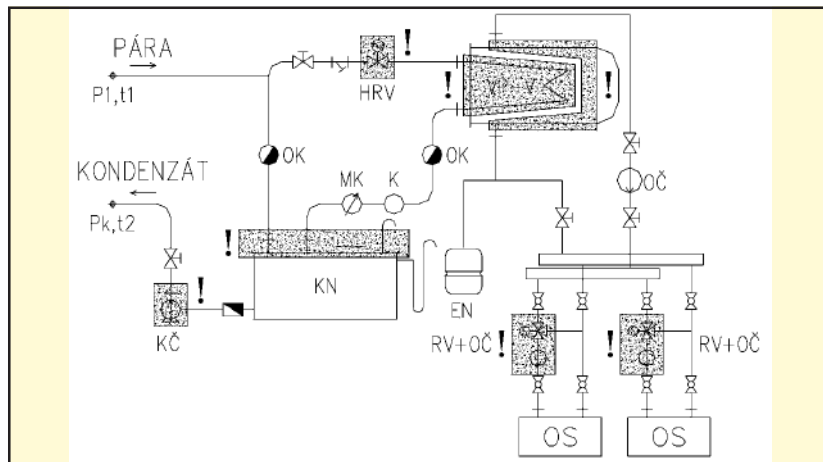 PÁRA
P1,t1
HRV
OK
OK
KONDENZÁT
Pk,t2
MK
K
OČ
KN
EN
KČ
RV+OČ
RV+OČ
OS
OS
!
!
!
!
!
!
!